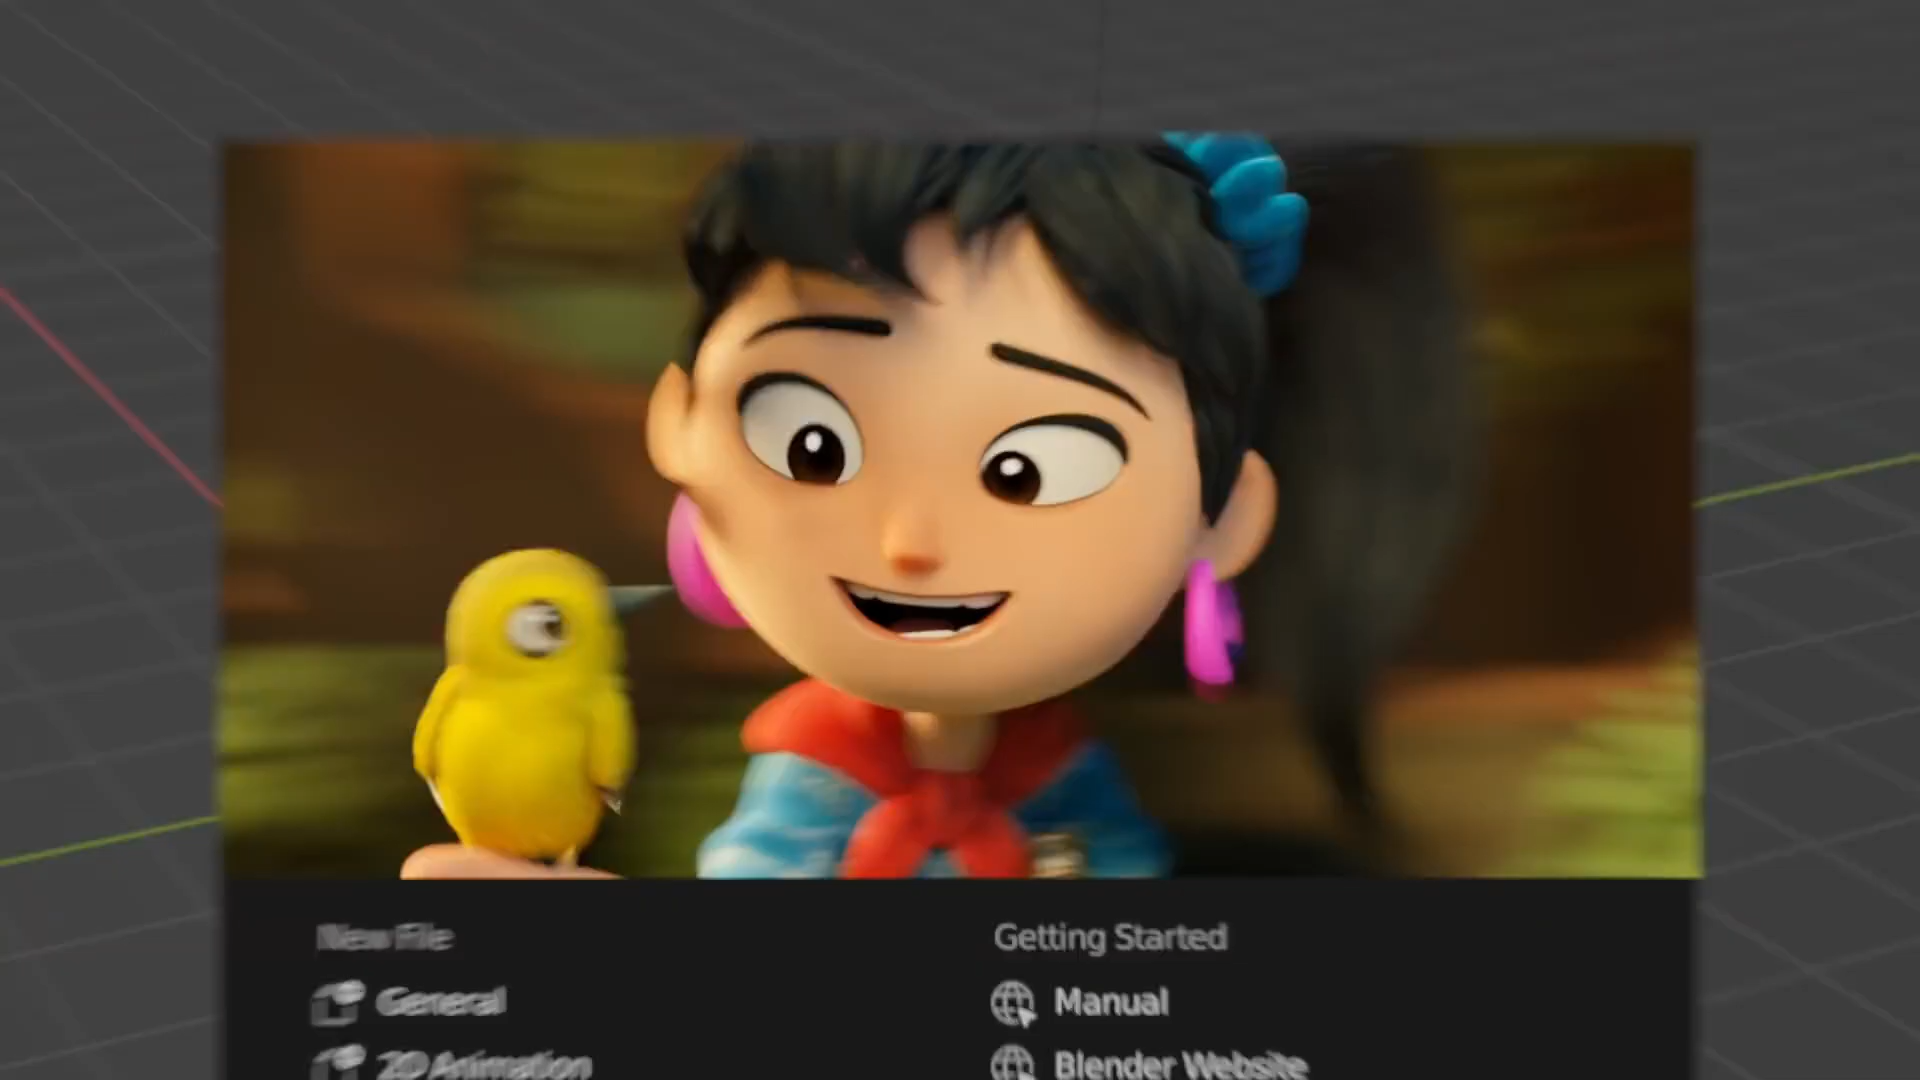 New File
General
2D Animation
Getting Started
Manual
Blender Website